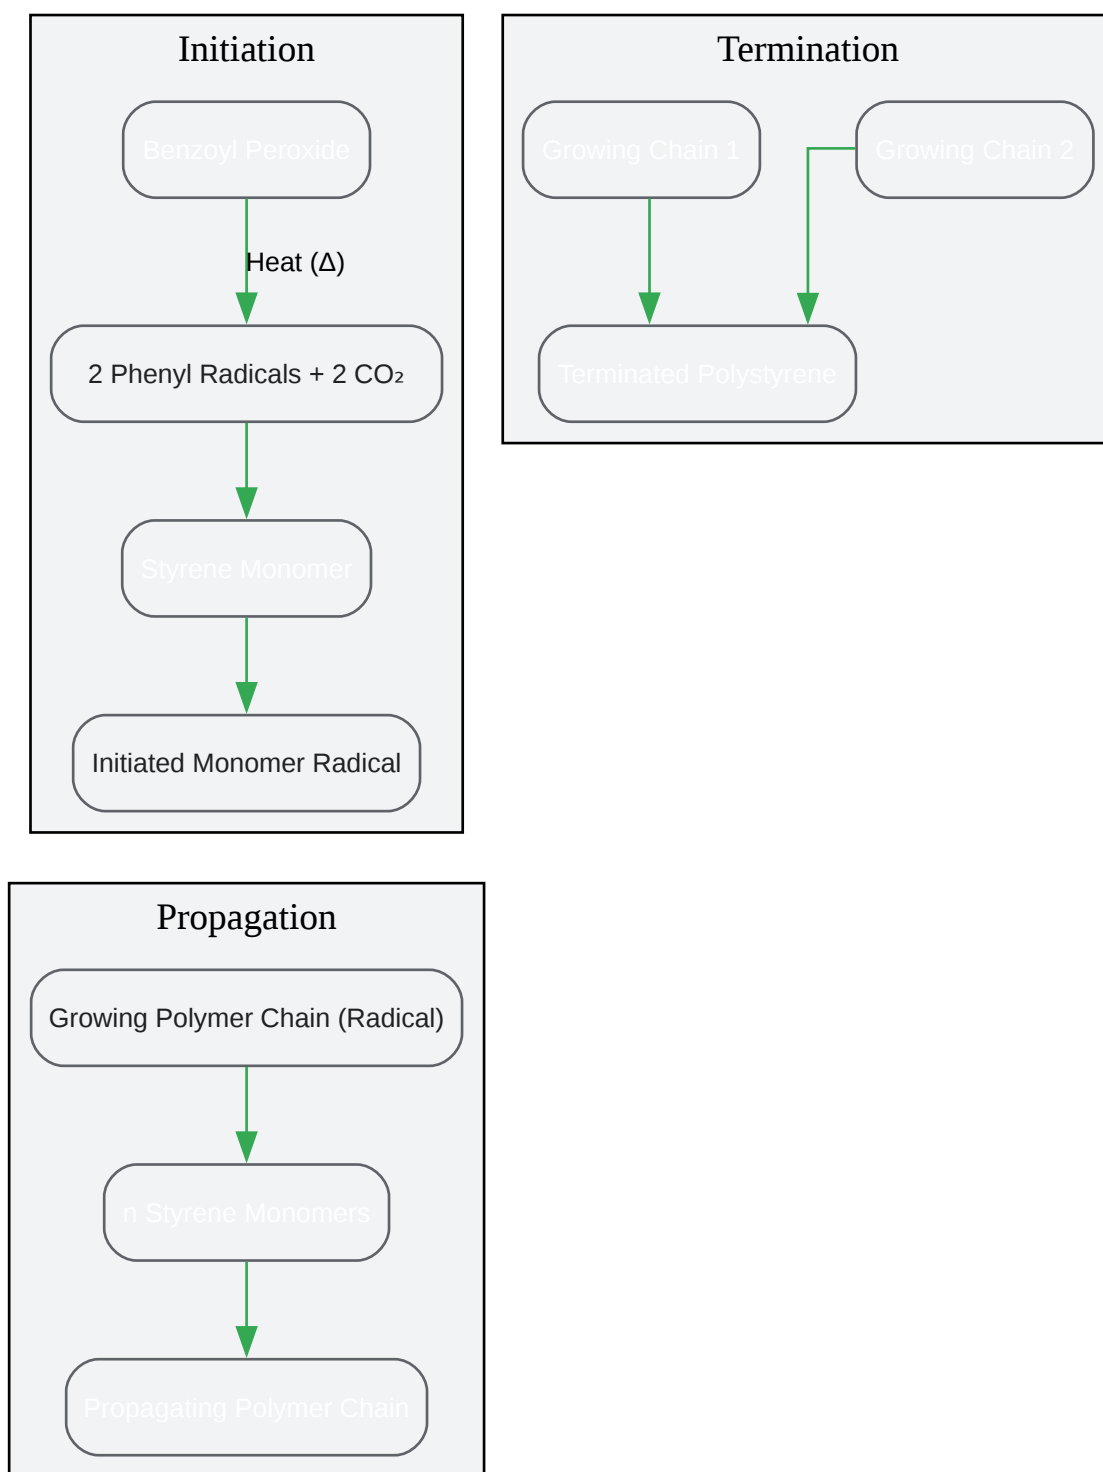 Initiation
Benzoyl Peroxide
Heat (Δ)
2 Phenyl Radicals + 2 CO₂
Styrene Monomer
Initiated Monomer Radical
Termination
Growing Chain 1
Growing Chain 2
Terminated Polystyrene
Propagation
Growing Polymer Chain (Radical)
n Styrene Monomers
Propagating Polymer Chain